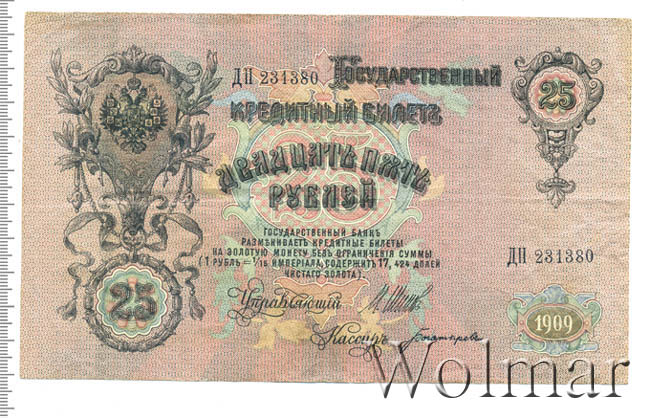 ДП 231380 Государственный
25
Кредитный Билетъ
Двадцать пять
рублей
Государственный Банкъ
размѣниваетъ кредитные билеты
на золотую монету безъ ограниченія суммы
(1 рубль = 1/15 имперіала, содержитъ 17,424 долей
чистаго золота).
ДП 231380
25
Управляющій
Кассиръ
1909
Wolmar